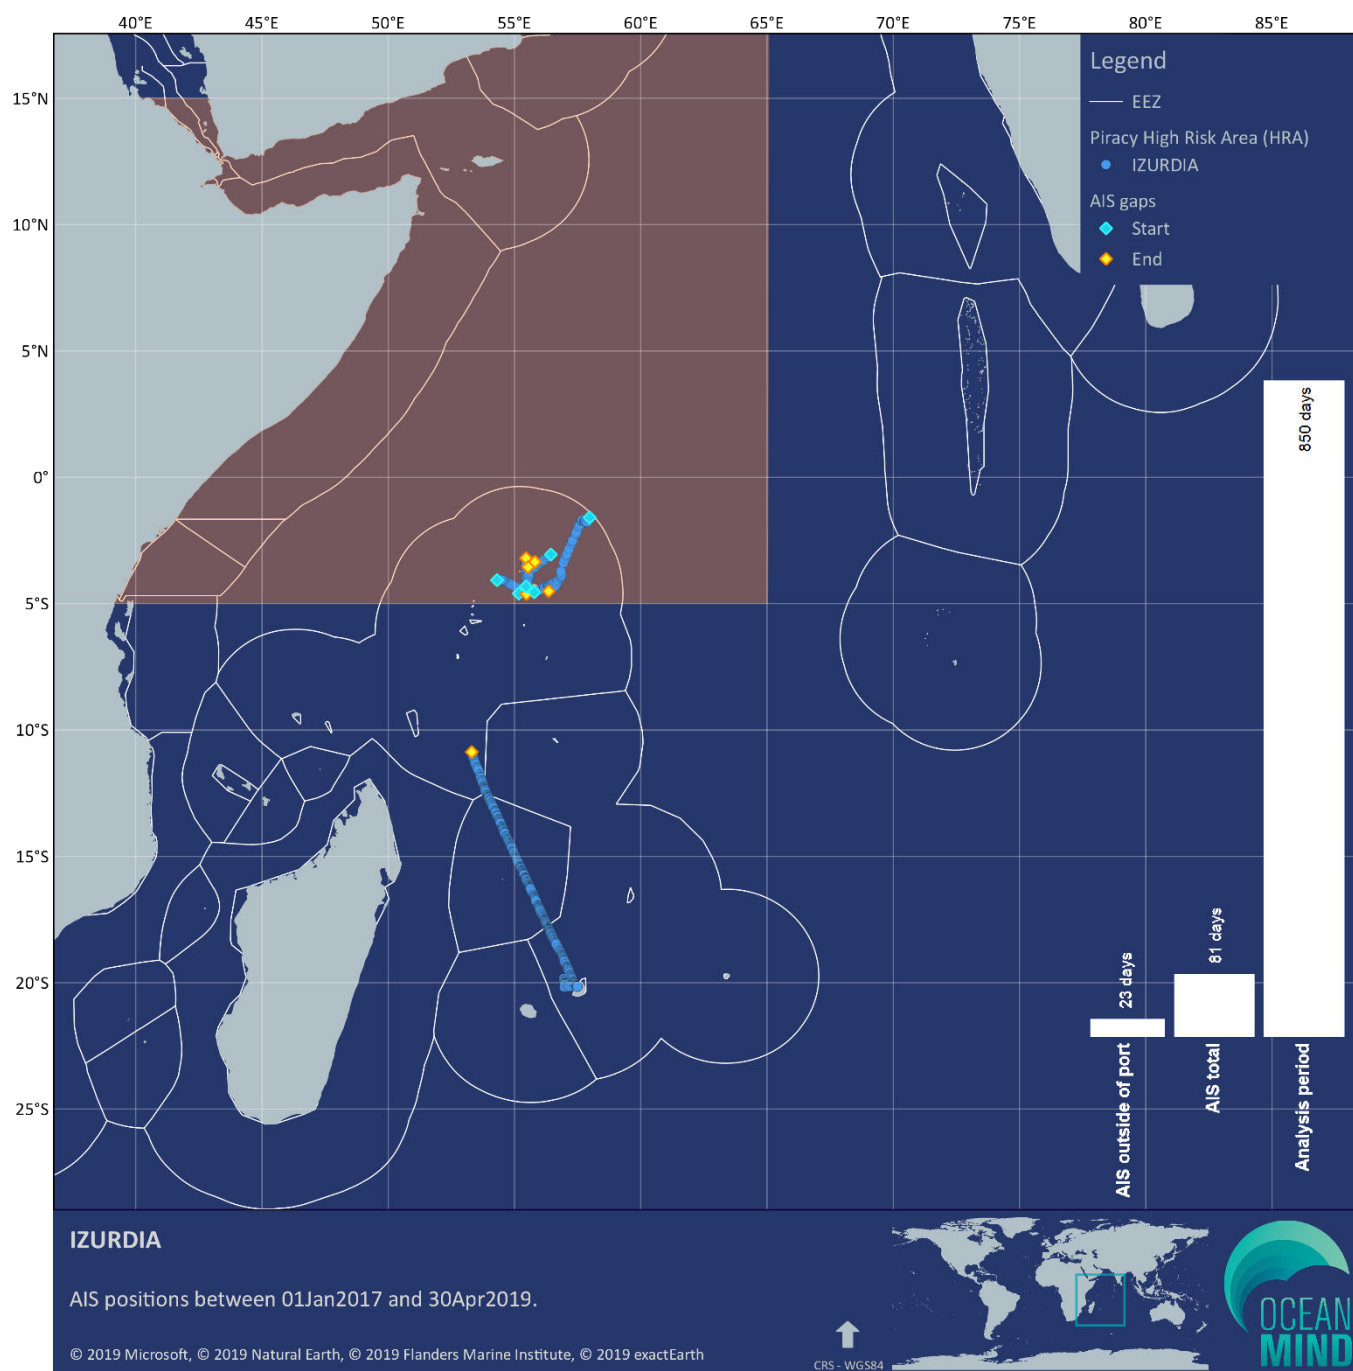 40°E 45°E 50°E 55°E 60°E 65°E 70°E 75°E 80°E 85°E
15°N
10°N
5°N
0°
5°S
10°S
15°S
20°S
25°S
Legend
EEZ
Piracy High Risk Area (HRA)
IZURDIA
AIS gaps
Start
End
23 days
81 days
850 days
AIS outside of port
AIS total
Analysis period
IZURDIA
AIS positions between 01Jan2017 and 30Apr2019.
© 2019 Microsoft, © 2019 Natural Earth, © 2019 Flanders Marine Institute, © 2019 exactEarth
CRS - WGS84
OCEAN
MIND